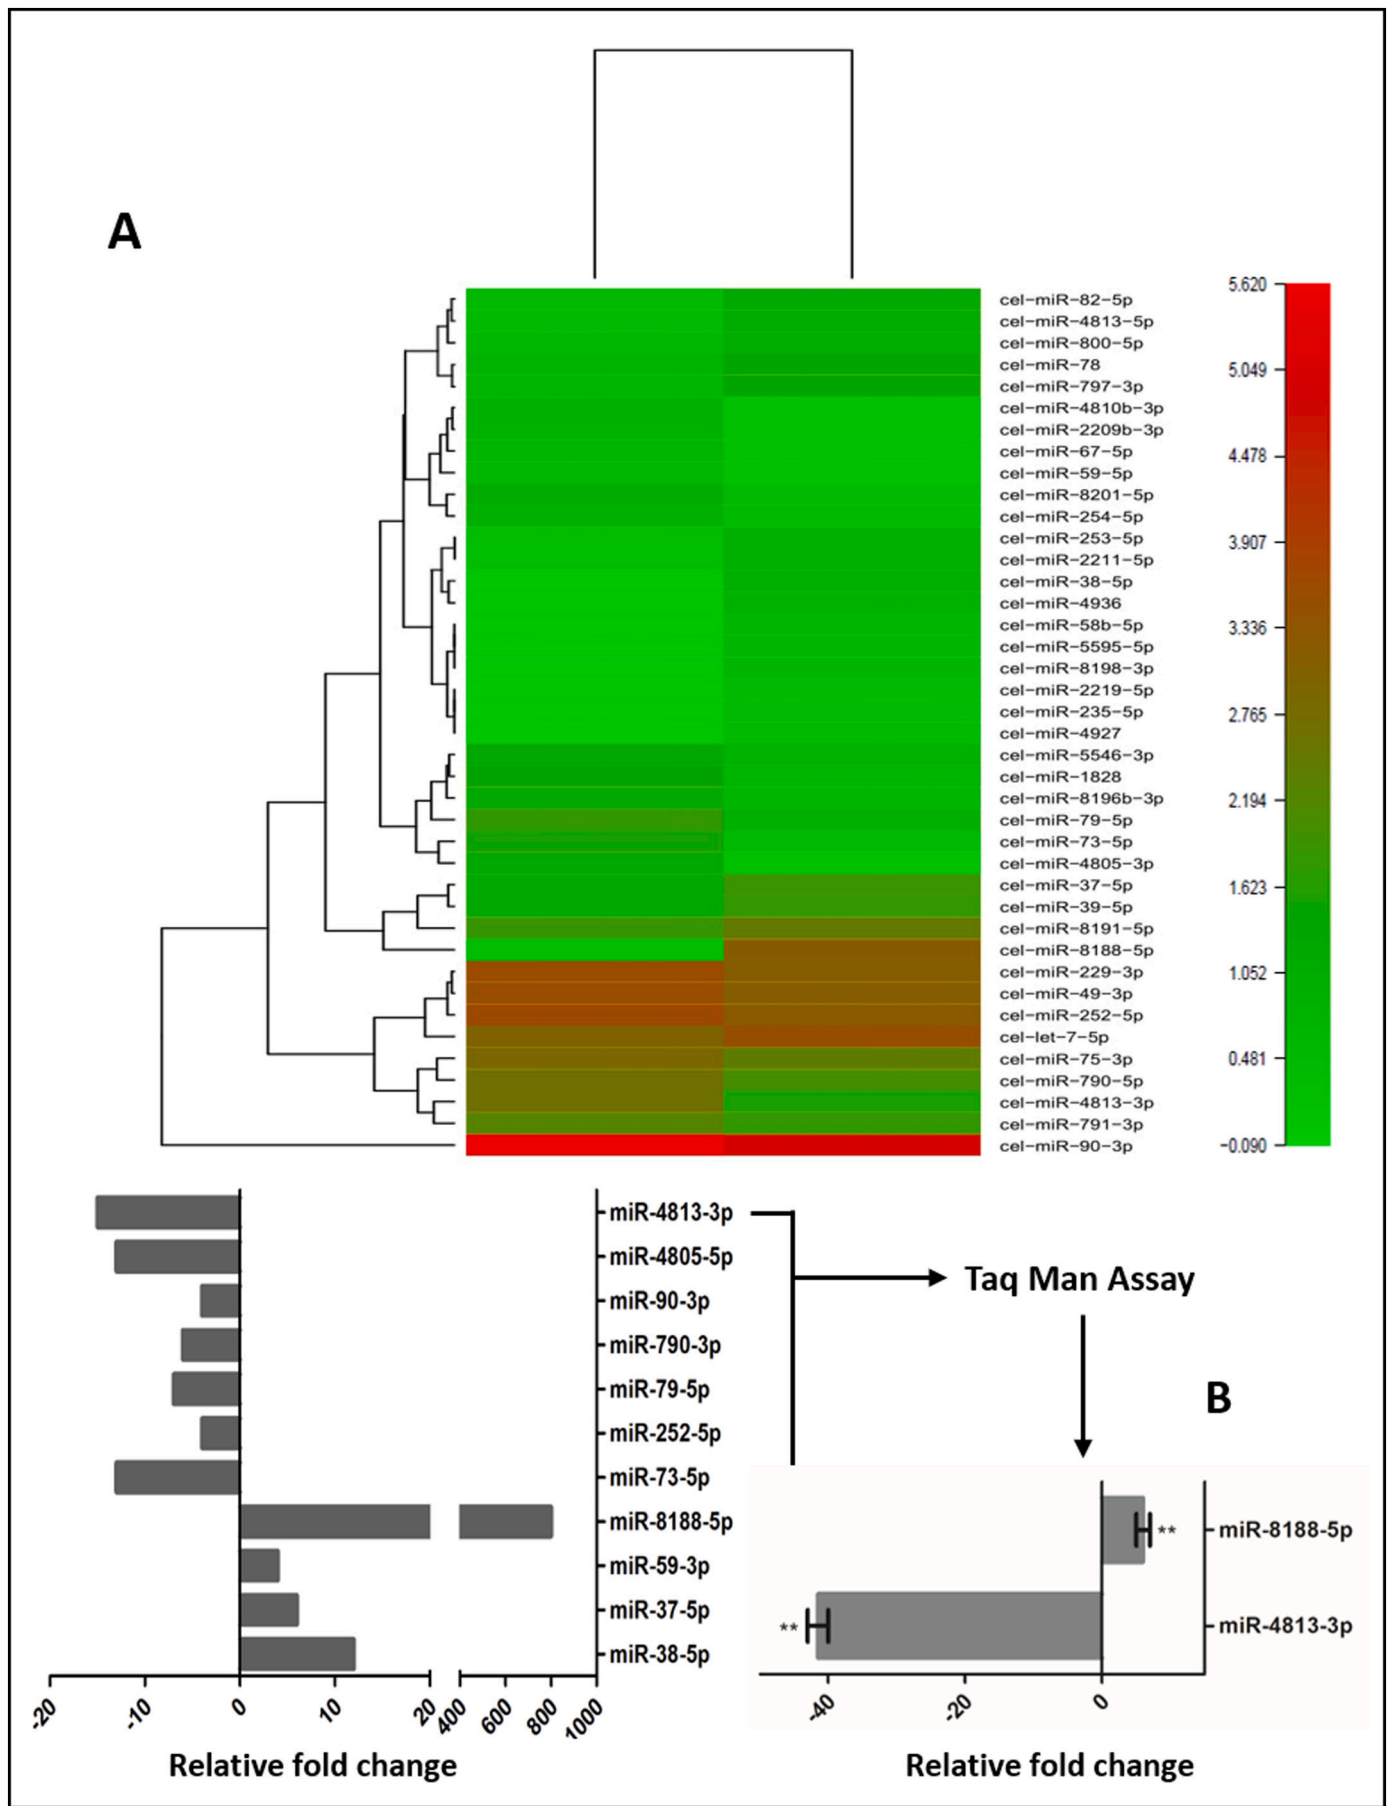 A
cel-miR-82-5p
cel-miR-4813-5p
cel-miR-800-5p
cel-miR-78
cel-miR-797-3p
cel-miR-4810b-3p
cel-miR-2209b-3p
cel-miR-67-5p
cel-miR-59-5p
cel-miR-8201-5p
cel-miR-254-5p
cel-miR-253-5p
cel-miR-2211-5p
cel-miR-38-5p
cel-miR-4936
cel-miR-58b-5p
cel-miR-5595-5p
cel-miR-8198-3p
cel-miR-2219-5p
cel-miR-235-5p
cel-miR-4927
cel-miR-5546-3p
cel-miR-1828
cel-miR-8196b-3p
cel-miR-79-5p
cel-miR-73-5p
cel-miR-4805-3p
cel-miR-37-5p
cel-miR-39-5p
cel-miR-8191-5p
cel-miR-8188-5p
cel-miR-229-3p
cel-miR-49-3p
cel-miR-252-5p
cel-let-7-5p
cel-miR-75-3p
cel-miR-790-5p
cel-miR-4813-3p
cel-miR-791-3p
cel-miR-90-3p
5.620
5.049
4.478
3.907
3.336
2.765
2.194
1.623
1.052
0.481
-0.090
miR-4813-3p
miR-4805-5p
miR-90-3p
miR-790-3p
miR-79-5p
miR-252-5p
miR-73-5p
miR-8188-5p
miR-59-3p
miR-37-5p
miR-38-5p
-20 -10 0 10 20 400 600 800 1000
Relative fold change
Taq Man Assay
B
** miR-8188-5p
** miR-4813-3p
-40 -20 0
Relative fold change